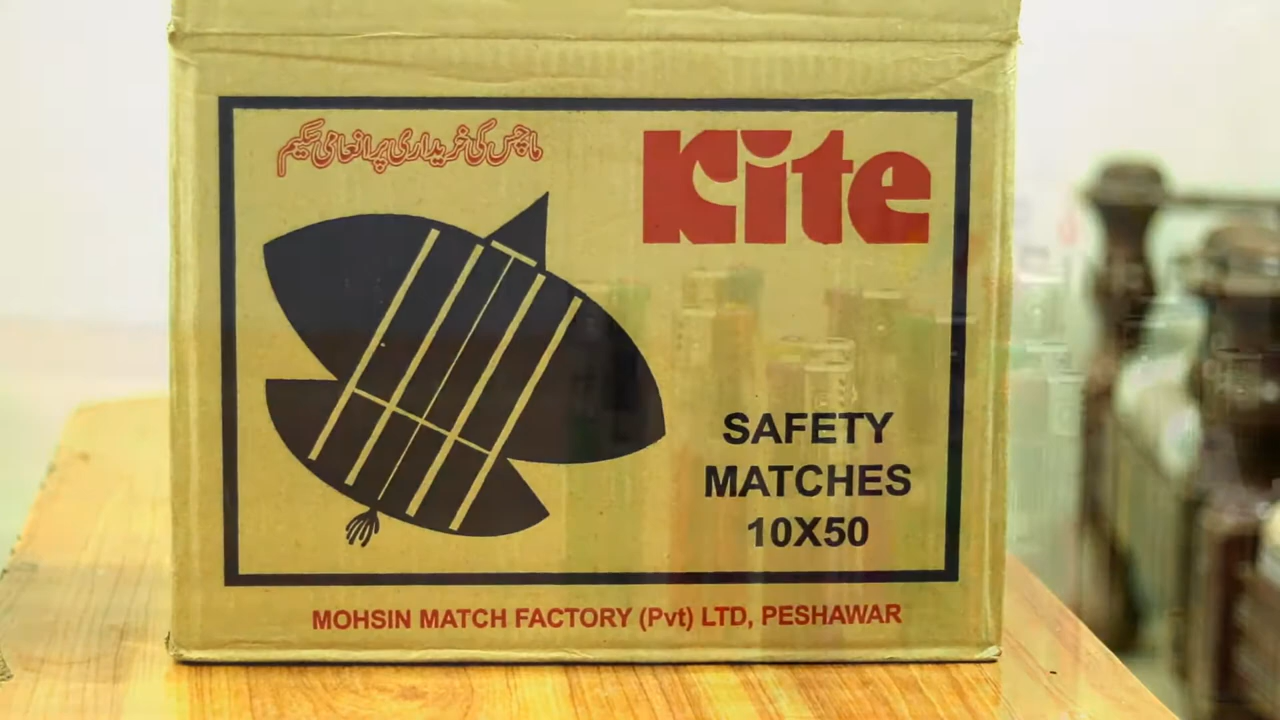 ماچس کی خریداری پر انعامی سکیم
Kite
SAFETY
MATCHES
10X50
MOHSIN MATCH FACTORY (Pvt) LTD, PESHAWAR